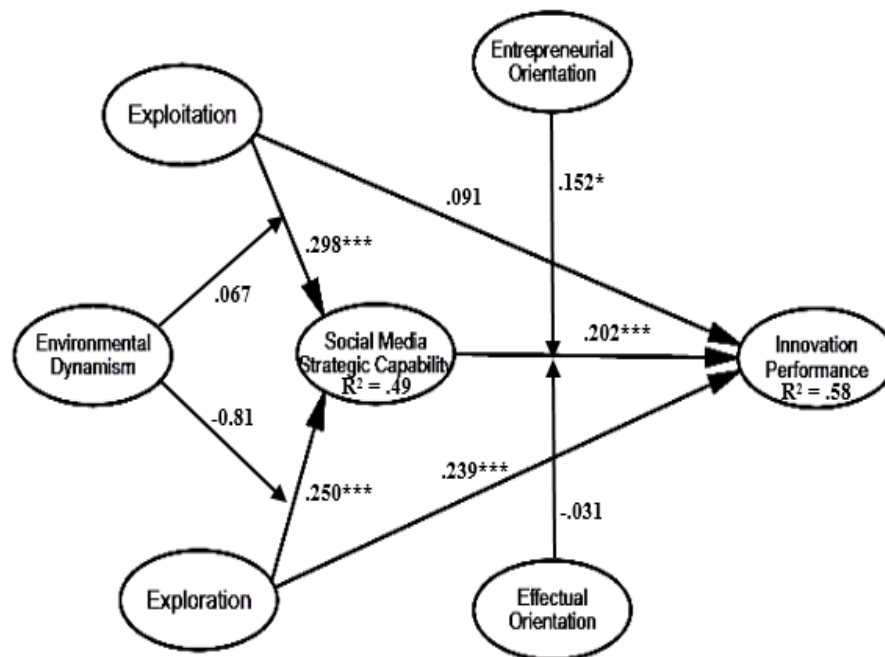 Entrepreneurial
Orientation
Exploitation
.152*
.091
.298***
.067
Environmental
Dynamism
Social Media
Strategic Capability
R² = .49
.202***
Innovation
Performance
R² = .58
-0.81
.250***
.239***
-.031
Exploration
Effectual
Orientation